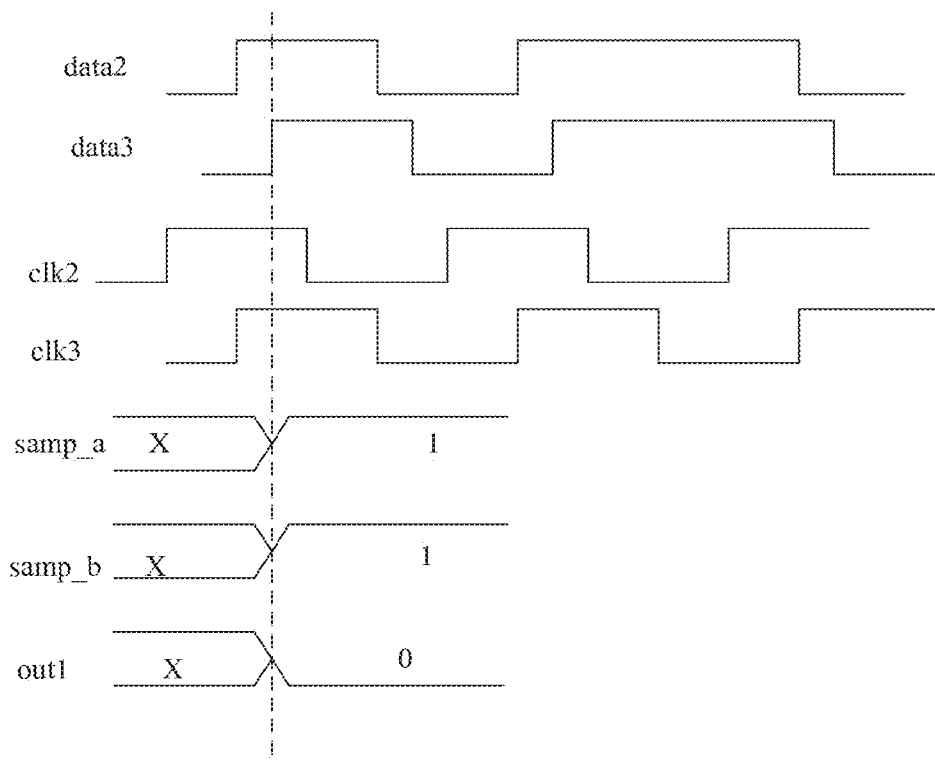 data2
data3
clk2
clk3
samp_a X 1
samp_b X 1
out1 X 0